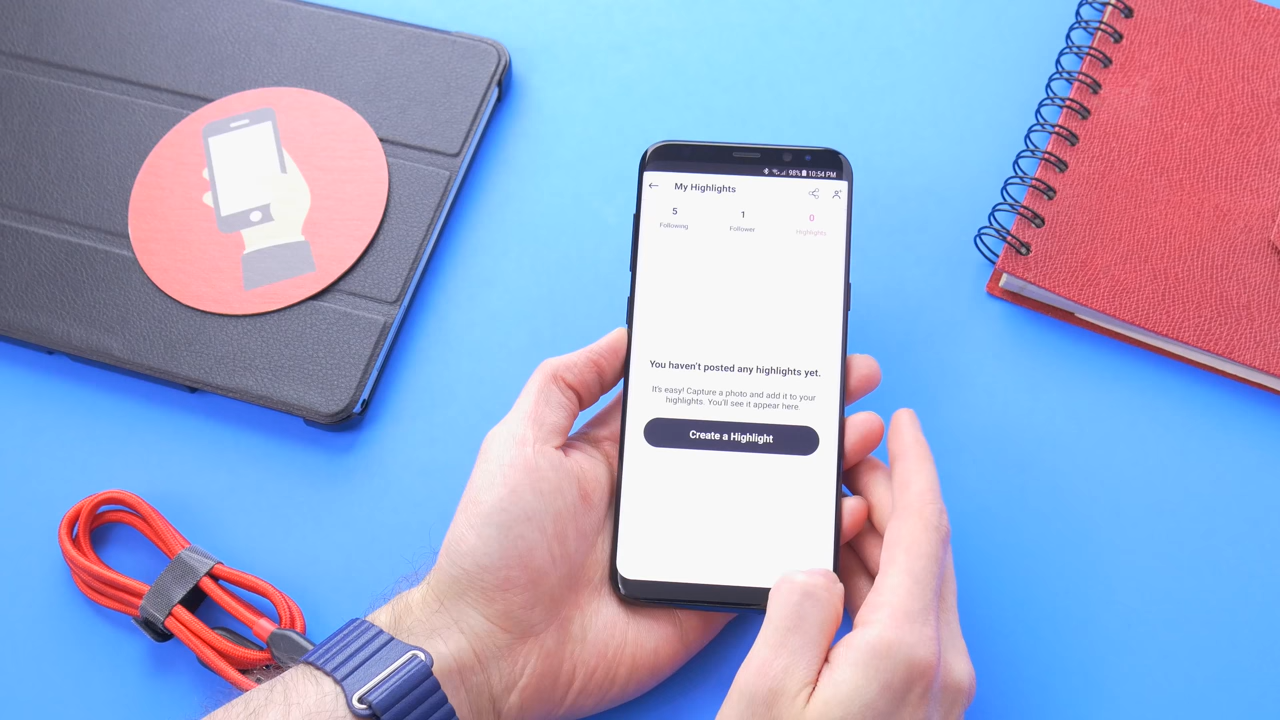 98% 10:54 PM
My Highlights
5 1 0
Following Follower Highlights
You haven't posted any highlights yet.
It's easy! Capture a photo and add it to your
highlights. You'll see it appear here.
Create a Highlight